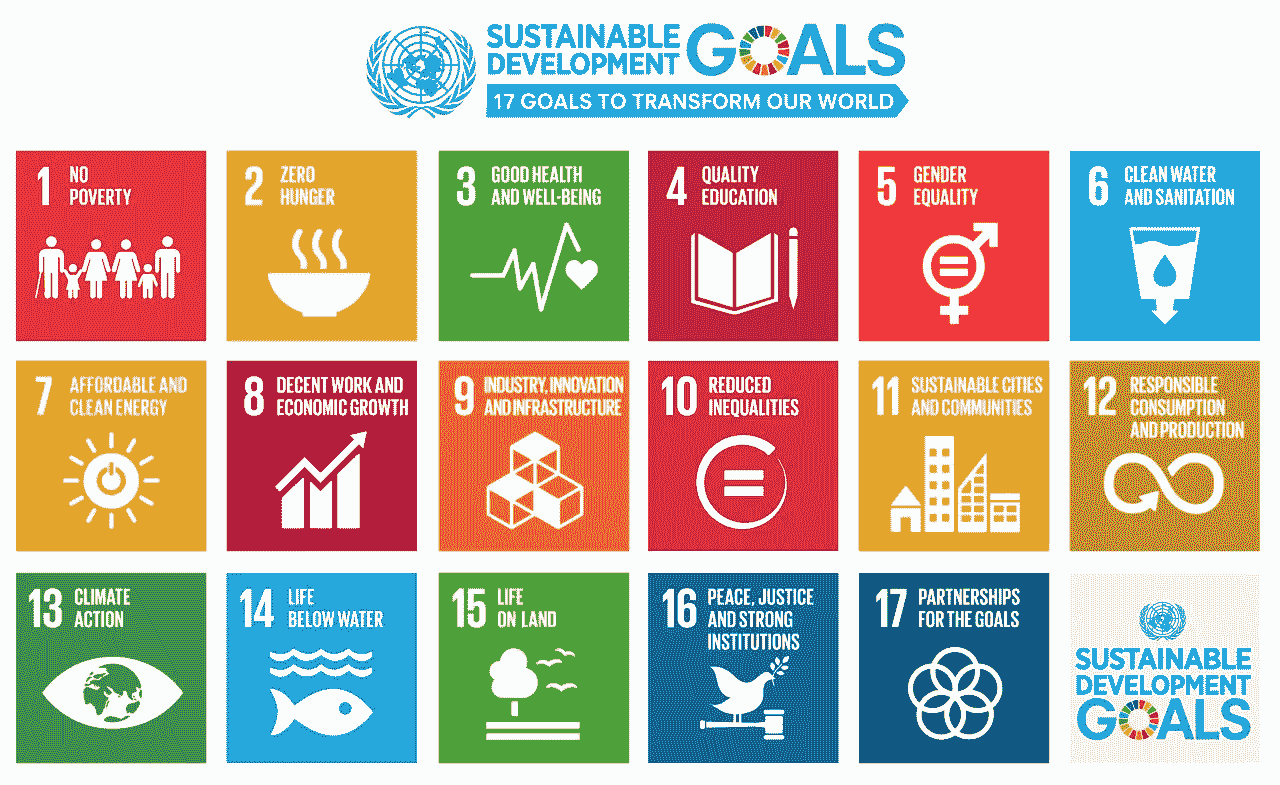 SUSTAINABLE
DEVELOPMENT
GOALS
17 GOALS TO TRANSFORM OUR WORLD
1 NO
POVERTY
2 ZERO
HUNGER
3 GOOD HEALTH
AND WELL-BEING
4 QUALITY
EDUCATION
5 GENDER
EQUALITY
6 CLEAN WATER
AND SANITATION
7 AFFORDABLE AND
CLEAN ENERGY
8 DECENT WORK AND
ECONOMIC GROWTH
9 INDUSTRY, INNOVATION
AND INFRASTRUCTURE
10 REDUCED
INEQUALITIES
11 SUSTAINABLE CITIES
AND COMMUNITIES
12 RESPONSIBLE
CONSUMPTION
AND PRODUCTION
13 CLIMATE
ACTION
14 LIFE
BELOW WATER
15 LIFE
ON LAND
16 PEACE, JUSTICE
AND STRONG
INSTITUTIONS
17 PARTNERSHIPS
FOR THE GOALS
SUSTAINABLE
DEVELOPMENT
GOALS